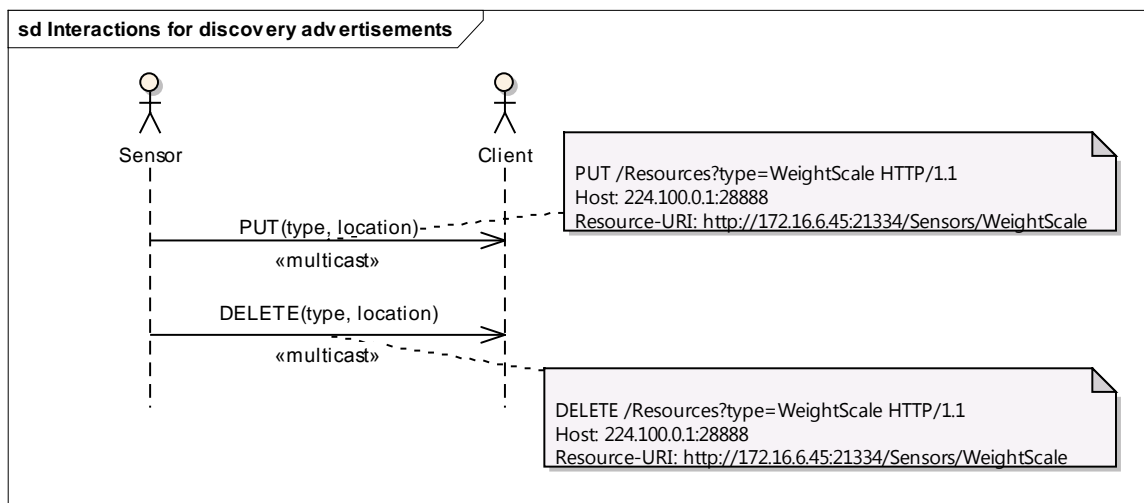 sd Interactions for discovery advertisements
Sensor
Client
PUT /Resources?type=WeightScale HTTP/1.1
Host: 224.100.0.1:28888
Resource-URI: http://172.16.6.45:21334/Sensors/WeightScale
PUT(type, location)
«multicast»
DELETE(type, location)
«multicast»
DELETE /Resources?type=WeightScale HTTP/1.1
Host: 224.100.0.1:28888
Resource-URI: http://172.16.6.45:21334/Sensors/WeightScale